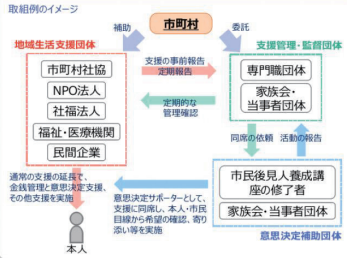 取組例のイメージ
市町村
補助
委託
地域生活支援団体
支援管理・監督団体
支援の事前報告
定期報告
市町村社協
NPO法人
社福法人
福祉・医療機関
民間企業
専門職団体
家族会・
当事者団体
定期的な
管理確認
同席の依頼
活動の報告
通常の支援の延長で、
金銭管理と意思決定支援、
その他支援を実施
意思決定サポーターとして、
支援に同席し、本人・市民
目線から希望の確認、寄り
添い等を実施
市民後見人養成講
座の修了者
家族会・当事者団体
本人
意思決定補助団体